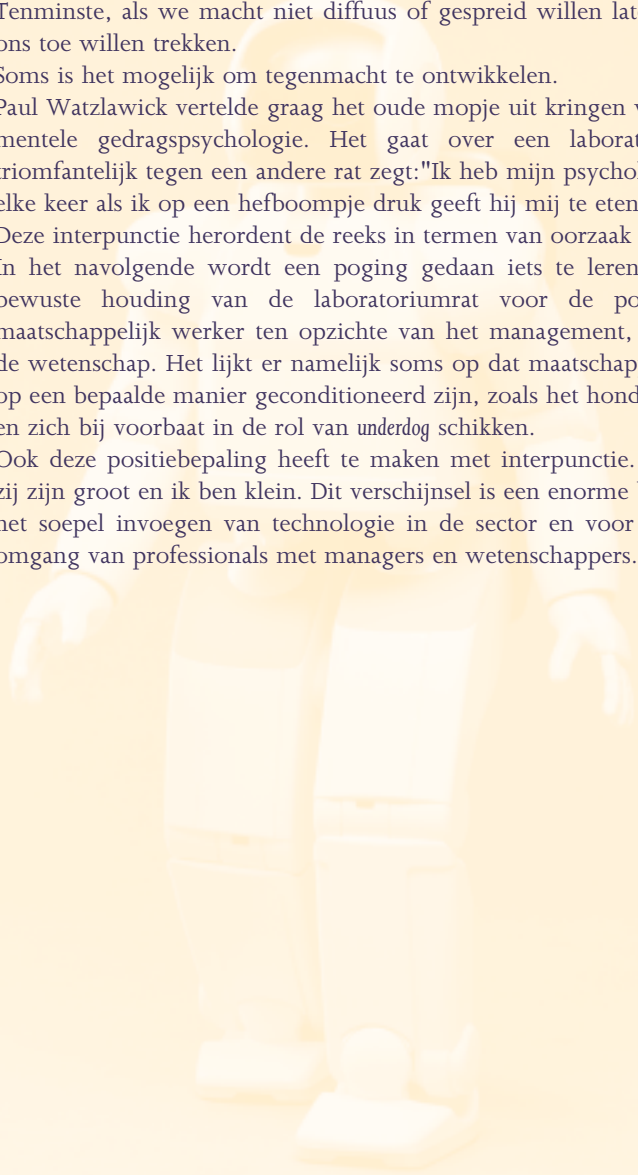 Tenminste, als we macht niet diffuus of gespreid willen lat
ons toe willen trekken.
Soms is het mogelijk om tegenmacht te ontwikkelen.
Paul Watzlawick vertelde graag het oude mopje uit kringen v
mentele gedragspsychologie. Het gaat over een laborat
triomfantelijk tegen een andere rat zegt:"Ik heb mijn psychol
elke keer als ik op een hefboompje druk geeft hij mij te eten
Deze interpunctie herordent de reeks in termen van oorzaak
In het navolgende wordt een poging gedaan iets te leren
bewuste houding van de laboratoriumrat voor de po
maatschappelijk werker ten opzichte van het management,
de wetenschap. Het lijkt er namelijk soms op dat maatschap
op een bepaalde manier geconditioneerd zijn, zoals het hond
en zich bij voorbaat in de rol van underdog schikken.
Ook deze positiebepaling heeft te maken met interpunctie.
zij zijn groot en ik ben klein. Dit verschijnsel is een enorme
het soepel invoegen van technologie in de sector en voor
omgang van professionals met managers en wetenschappers.